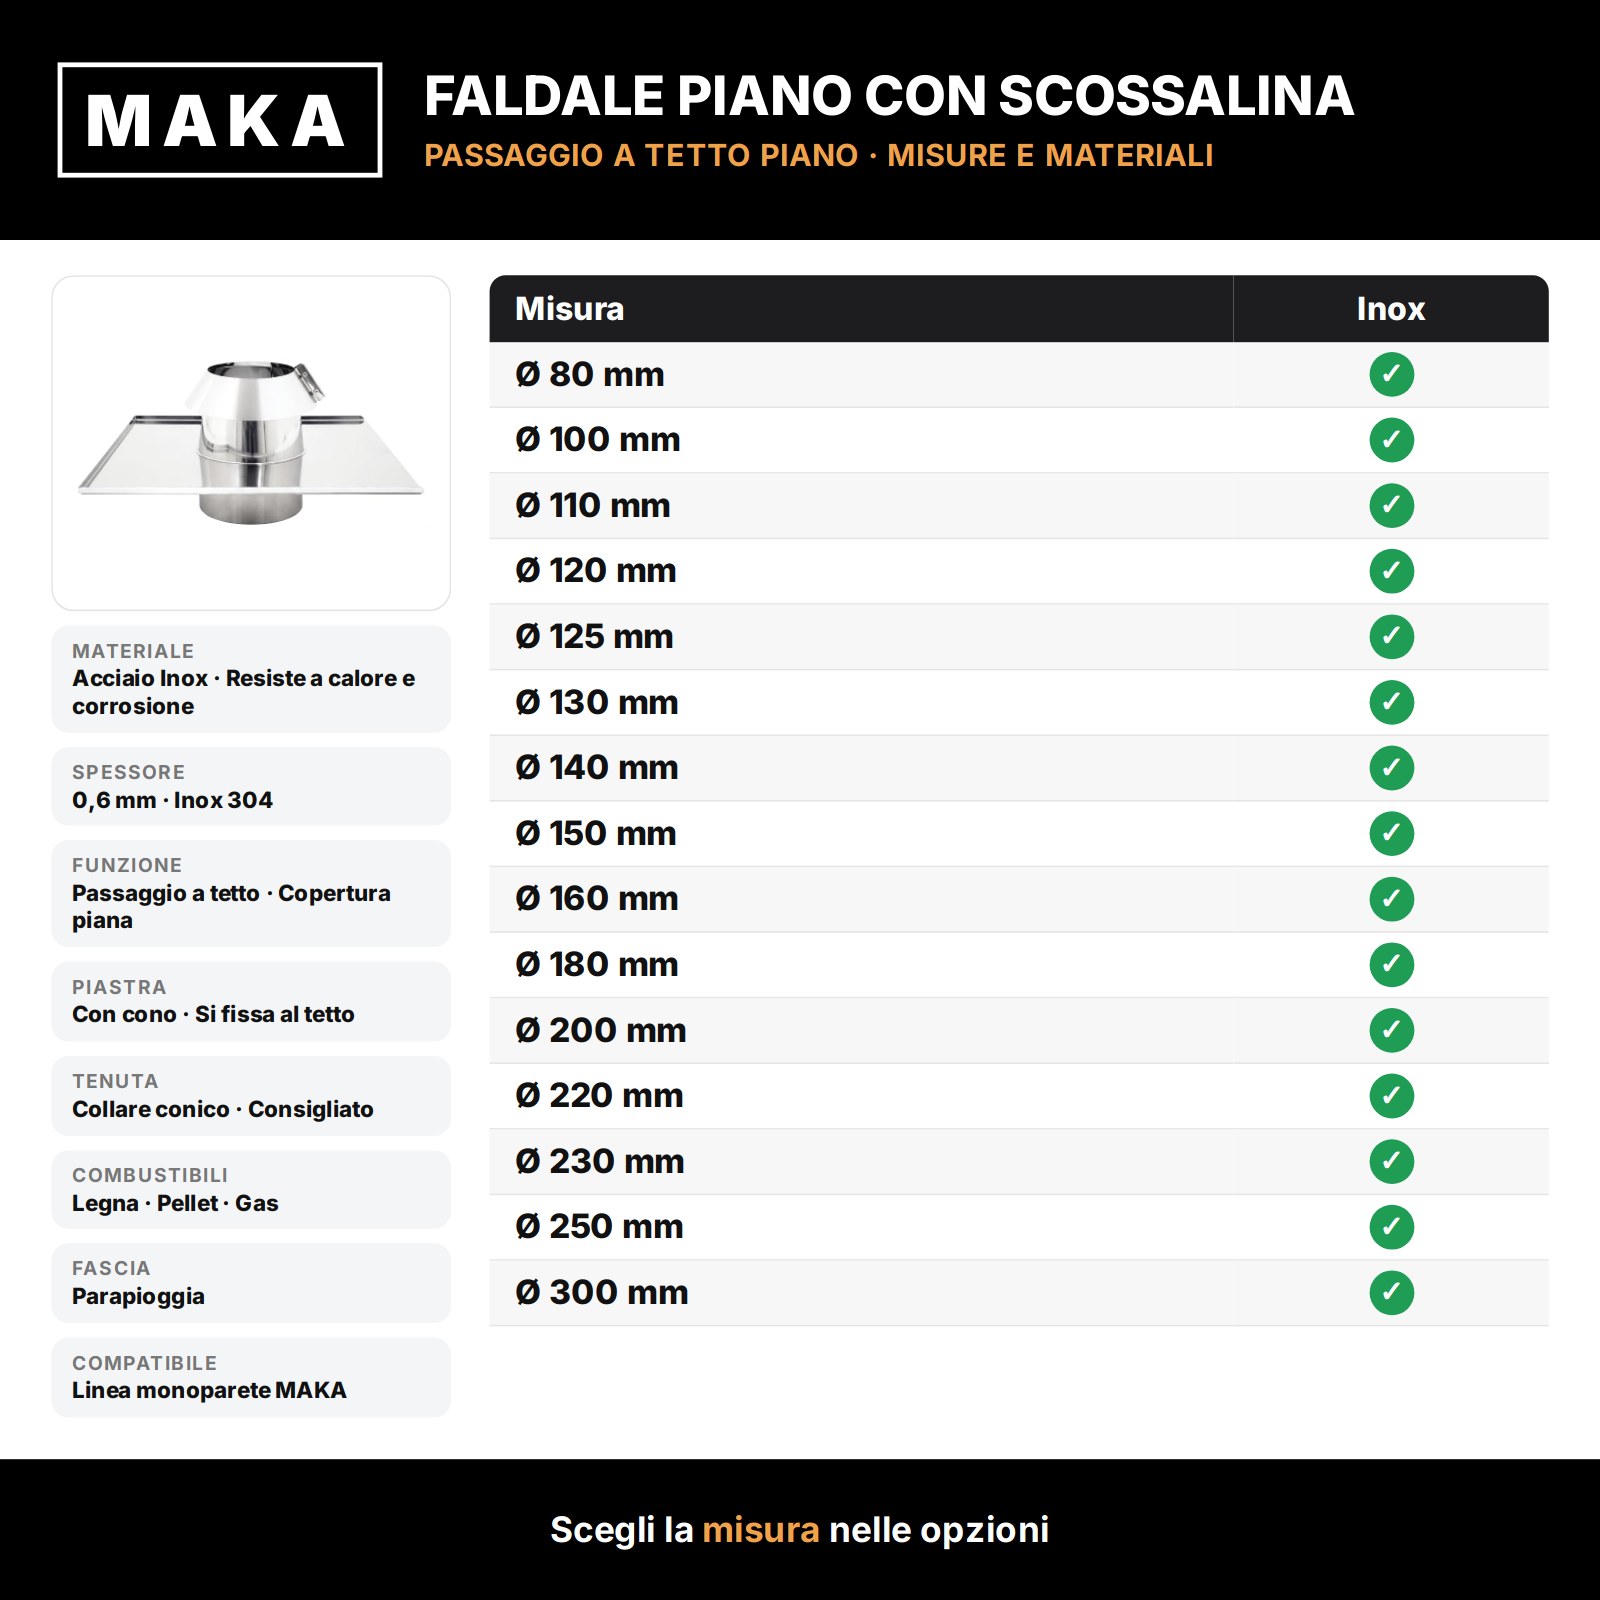 MAKA
FALDALE PIANO CON SCOSSALINA
PASSAGGIO A TETTO PIANO · MISURE E MATERIALI
MATERIALE
Acciaio Inox · Resiste a calore e
corrosione
SPESSORE
0,6 mm · Inox 304
FUNZIONE
Passaggio a tetto · Copertura
piana
PIASTRA
Con cono · Si fissa al tetto
TENUTA
Collare conico · Consigliato
COMBUSTIBILI
Legna · Pellet · Gas
FASCIA
Parapioggia
COMPATIBILE
Linea monoparete MAKA
Misura Inox
Ø 80 mm ✓
Ø 100 mm ✓
Ø 110 mm ✓
Ø 120 mm ✓
Ø 125 mm ✓
Ø 130 mm ✓
Ø 140 mm ✓
Ø 150 mm ✓
Ø 160 mm ✓
Ø 180 mm ✓
Ø 200 mm ✓
Ø 220 mm ✓
Ø 230 mm ✓
Ø 250 mm ✓
Ø 300 mm ✓
Scegli la misura nelle opzioni